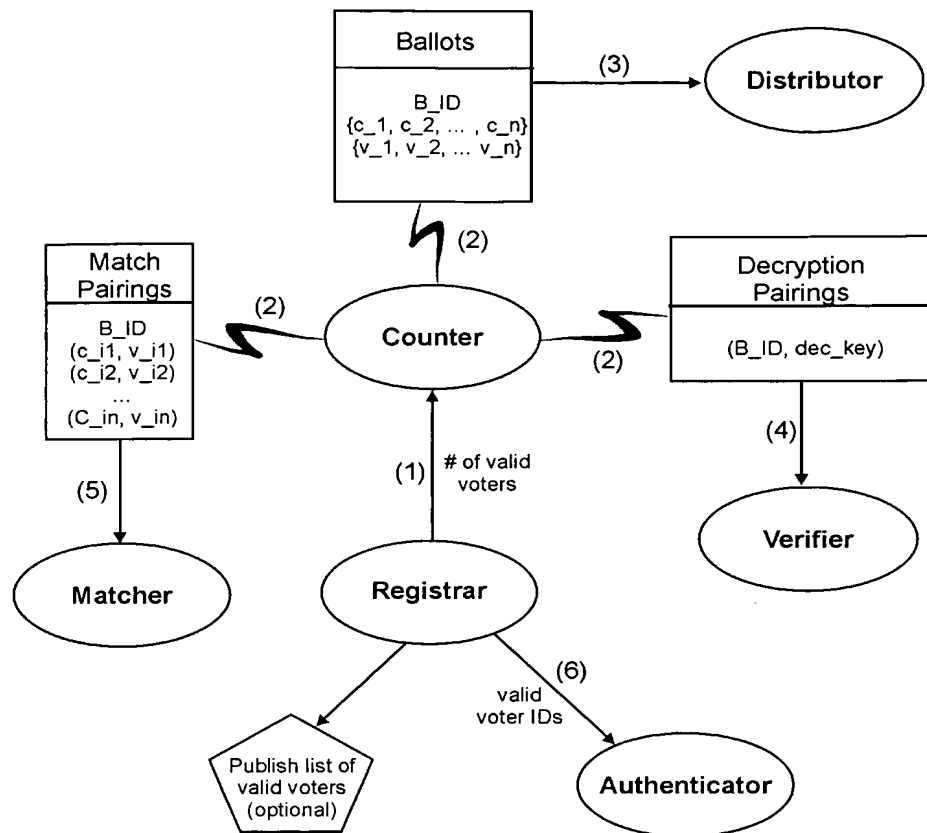 Ballots
B_ID
{c_1, c_2, ... , c_n}
{v_1, v_2, ... v_n}
(3)
Distributor
(2)
Match
Pairings
B_ID
(c_i1, v_i1)
(c_i2, v_i2)
...
(C_in, v_in)
(2)
Counter
(2)
Decryption
Pairings
(B_ID, dec_key)
(5)
(1)
# of valid
voters
(4)
Matcher
Registrar
Verifier
(6)
valid
voter IDs
Publish list of
valid voters
(optional)
Authenticator